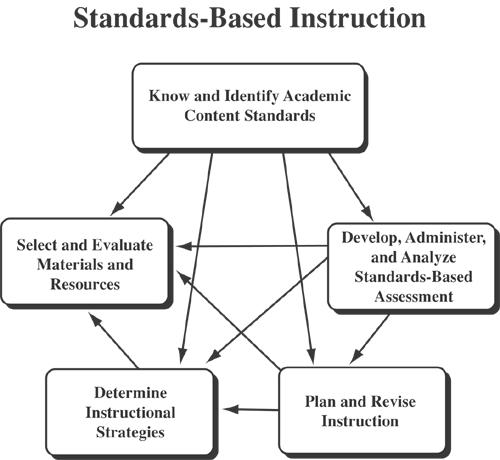 Standards-Based Instruction
Know and Identify Academic
Content Standards
Select and Evaluate
Materials and
Resources
Develop, Administer,
and Analyze
Standards-Based
Assessment
Determine
Instructional
Strategies
Plan and Revise
Instruction